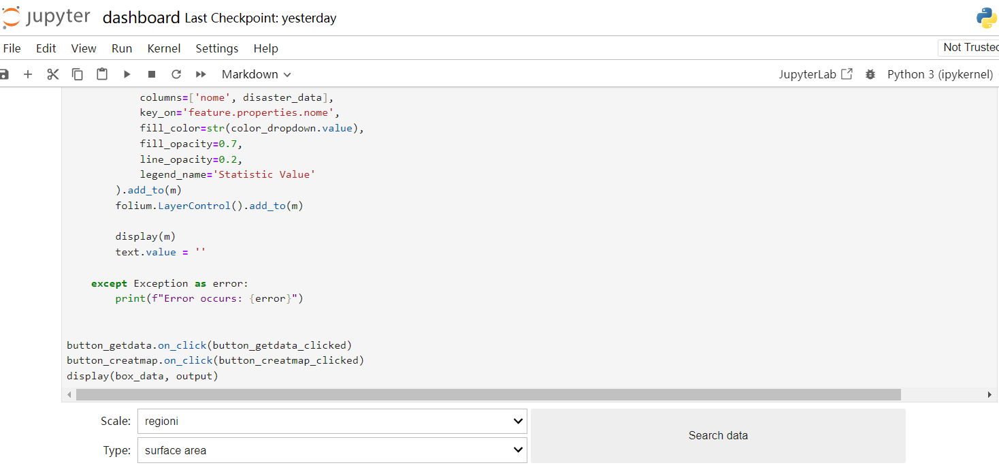 jupyter dashboard Last Checkpoint: yesterday
File Edit View Run Kernel Settings Help
Not Trusted
Markdown JupyterLab Python 3 (ipykernel)
columns=['nome', disaster_data],
key_on='feature.properties.nome',
fill_color=str(color_dropdown.value),
fill_opacity=0.7,
line_opacity=0.2,
legend_name='Statistic Value'
).add_to(m)
folium.LayerControl().add_to(m)
display(m)
text.value = ''
except Exception as error:
print(f"Error occurs: {error}")
button_getdata.on_click(button_getdata_clicked)
button_creatmap.on_click(button_creatmap_clicked)
display(box_data, output)
Scale: regioni
Search data
Type: surface area